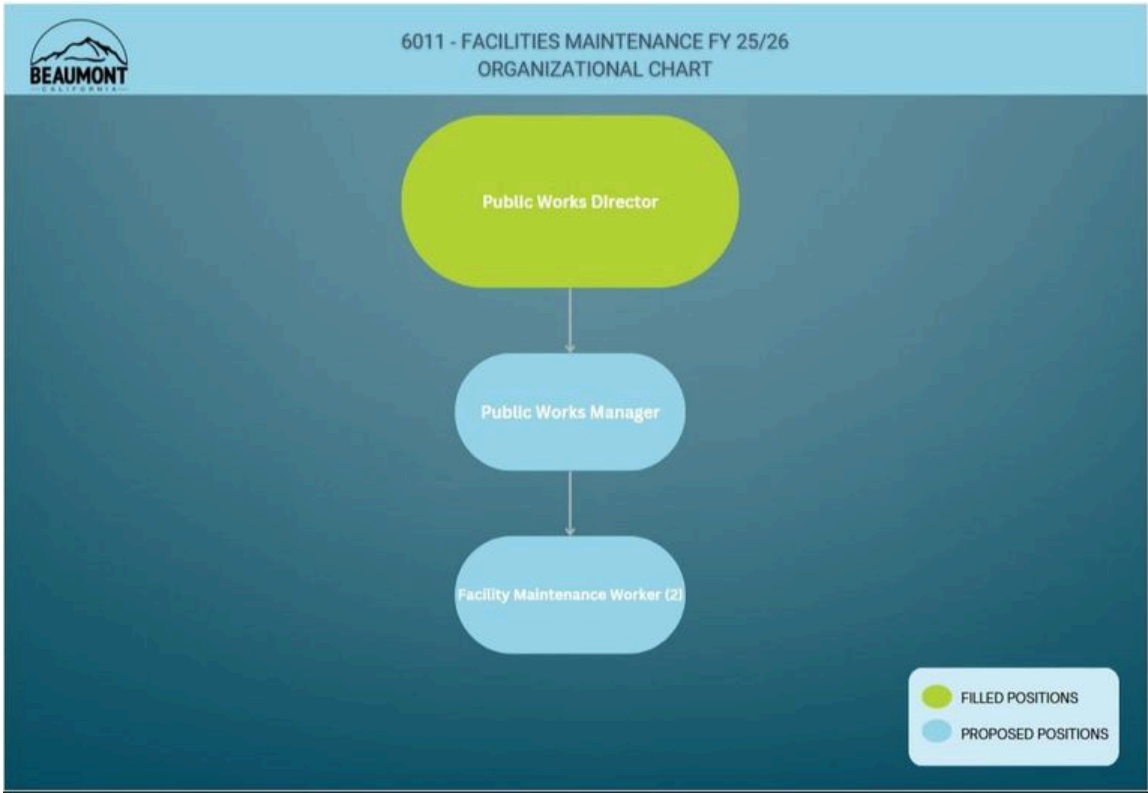 BEAUMONT
CALIFORNIA
6011 - FACILITIES MAINTENANCE FY 25/26
ORGANIZATIONAL CHART
Public Works Director
Public Works Manager
Facility Maintenance Worker (2)
FILLED POSITIONS
PROPOSED POSITIONS